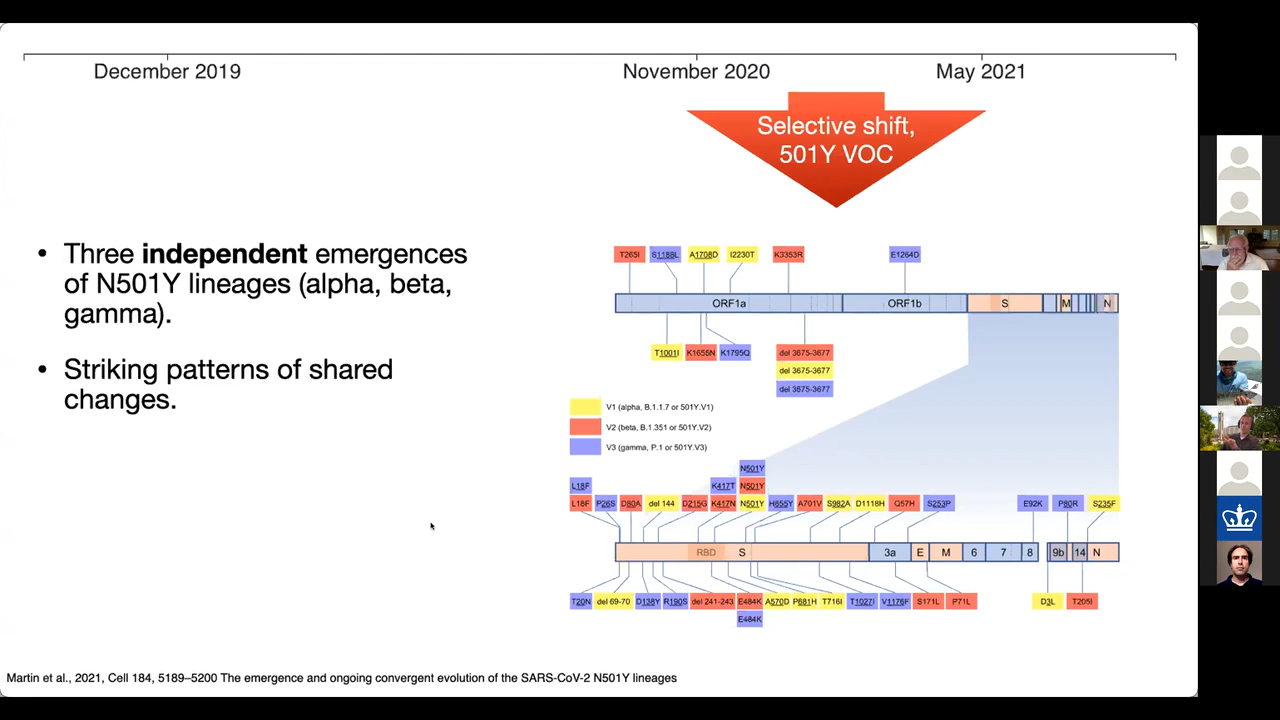 December 2019
November 2020
May 2021
Selective shift,
501Y VOC
• Three independent emergences
of N501Y lineages (alpha, beta,
gamma).
• Striking patterns of shared
changes.
T265I S1188L A1708D I2230T K3353R E1264D
ORF1a ORF1b S M N
T1001I K1655N K1795Q del 3675-3677
del 3675-3677
del 3675-3677
V1 (alpha, B.1.1.7 or 501Y.V1)
V2 (beta, B.1.351 or 501Y.V2)
V3 (gamma, P.1 or 501Y.V3)
N501Y
L18F K417T N501Y
L18F P26S D80A del 144 D215G K417N N501Y H655Y A701V S982A D1118H Q57H S253P E92K P80R S235F
RBD S 3a E M 6 7 8 9b 14 N
T20N del 69-70 D138Y R190S del 241-243 E484K A570D P681H T716I T1027I V1176F S171L P71L D3L T205I
E484K
Martin et al., 2021, Cell 184, 5189–5200 The emergence and ongoing convergent evolution of the SARS-CoV-2 N501Y lineages